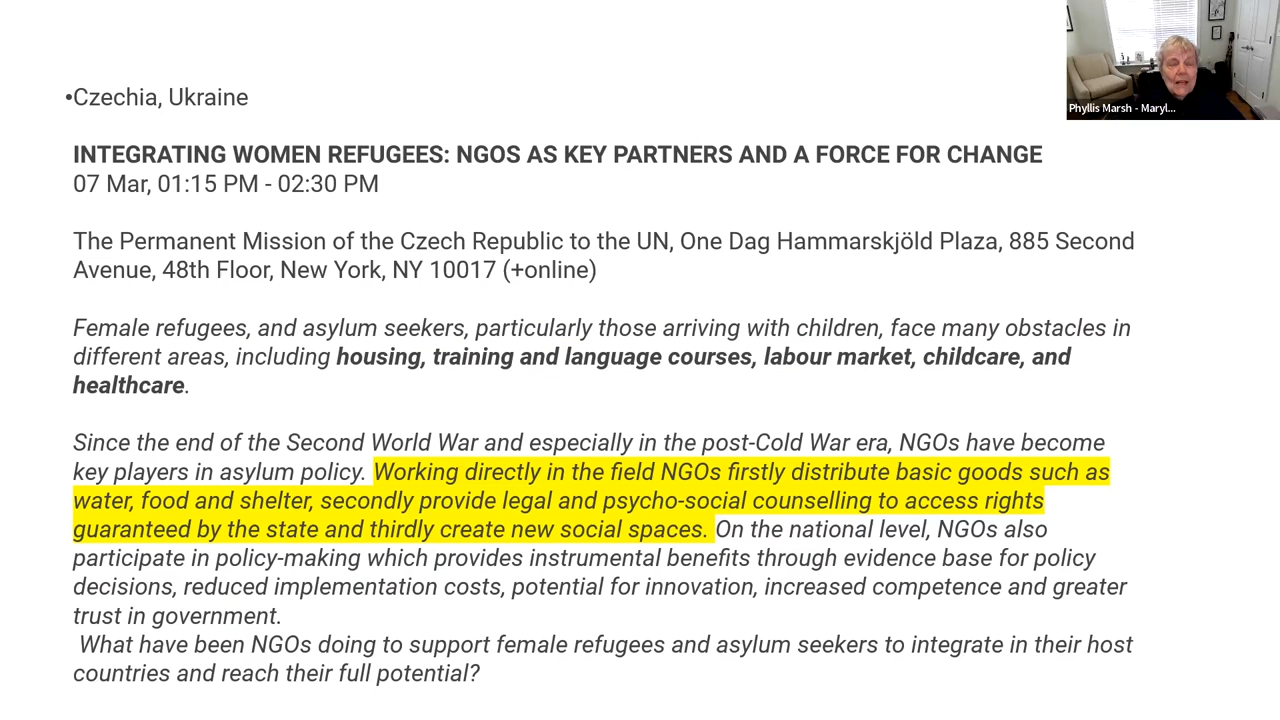 •Czechia, Ukraine
INTEGRATING WOMEN REFUGEES: NGOS AS KEY PARTNERS AND A FORCE FOR CHANGE
07 Mar, 01:15 PM - 02:30 PM
The Permanent Mission of the Czech Republic to the UN, One Dag Hammarskjöld Plaza, 885 Second
Avenue, 48th Floor, New York, NY 10017 (+online)
Female refugees, and asylum seekers, particularly those arriving with children, face many obstacles in
different areas, including housing, training and language courses, labour market, childcare, and
healthcare.
Since the end of the Second World War and especially in the post-Cold War era, NGOs have become
key players in asylum policy. Working directly in the field NGOs firstly distribute basic goods such as
water, food and shelter, secondly provide legal and psycho-social counselling to access rights
guaranteed by the state and thirdly create new social spaces. On the national level, NGOs also
participate in policy-making which provides instrumental benefits through evidence base for policy
decisions, reduced implementation costs, potential for innovation, increased competence and greater
trust in government.
What have been NGOs doing to support female refugees and asylum seekers to integrate in their host
countries and reach their full potential?
Phyllis Marsh - Maryl...